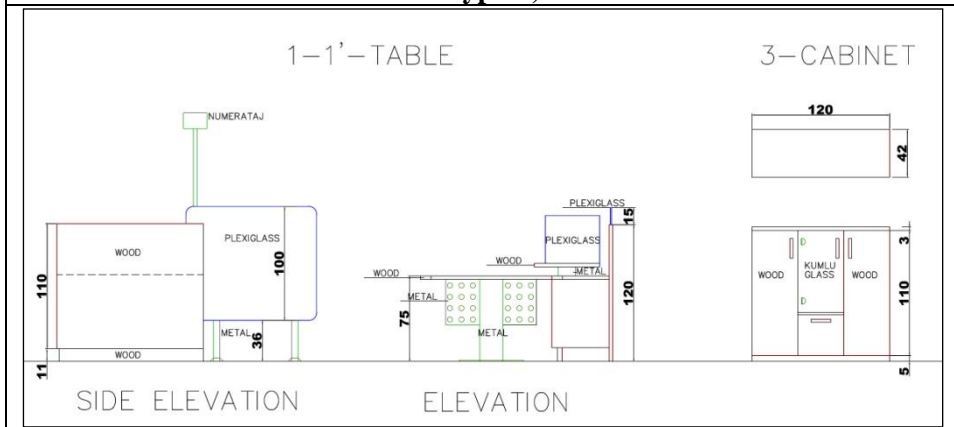 1-1'-TABLE
3-CABINET
NUMERATAJ
WOOD
PLEXIGLASS
100
110
METAL
36
WOOD
11
SIDE ELEVATION
PLEXIGLASS
15
PLEXIGLASS
WOOD
METAL
WOOD
METAL
75
METAL
120
ELEVATION
120
42
3
WOOD
KUMLU
GLASS
WOOD
110
5